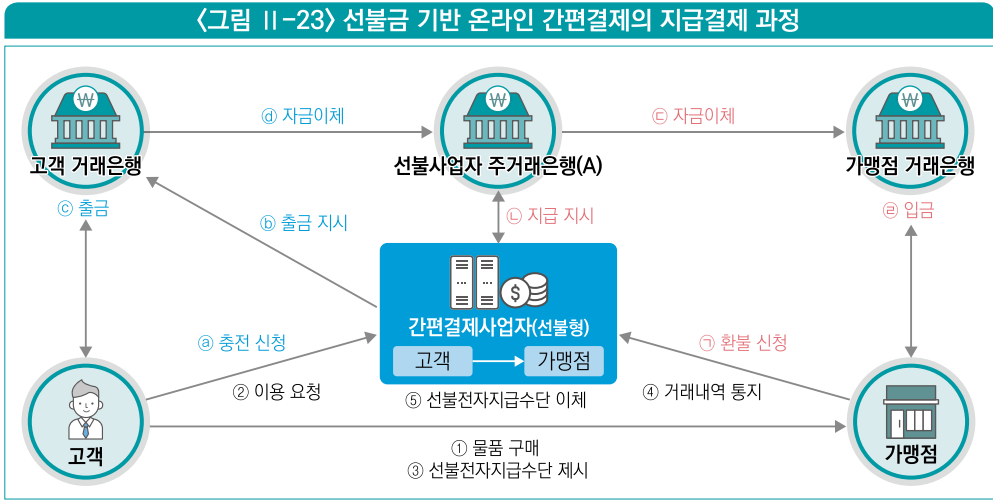 〈그림 Ⅱ-23〉 선불금 기반 온라인 간편결제의 지급결제 과정
₩
₩
₩
ⓓ 자금이체
㉢ 자금이체
고객 거래은행
선불사업자 주거래은행(A)
가맹점 거래은행
ⓒ 출금
ⓑ 출금 지시
㉡ 지급 지시
㉣ 입금
$
간편결제사업자(선불형)
고객
가맹점
ⓐ 충전 신청
㉠ 환불 신청
② 이용 요청
⑤ 선불전자지급수단 이체
④ 거래내역 통지
고객
① 물품 구매
③ 선불전자지급수단 제시
가맹점